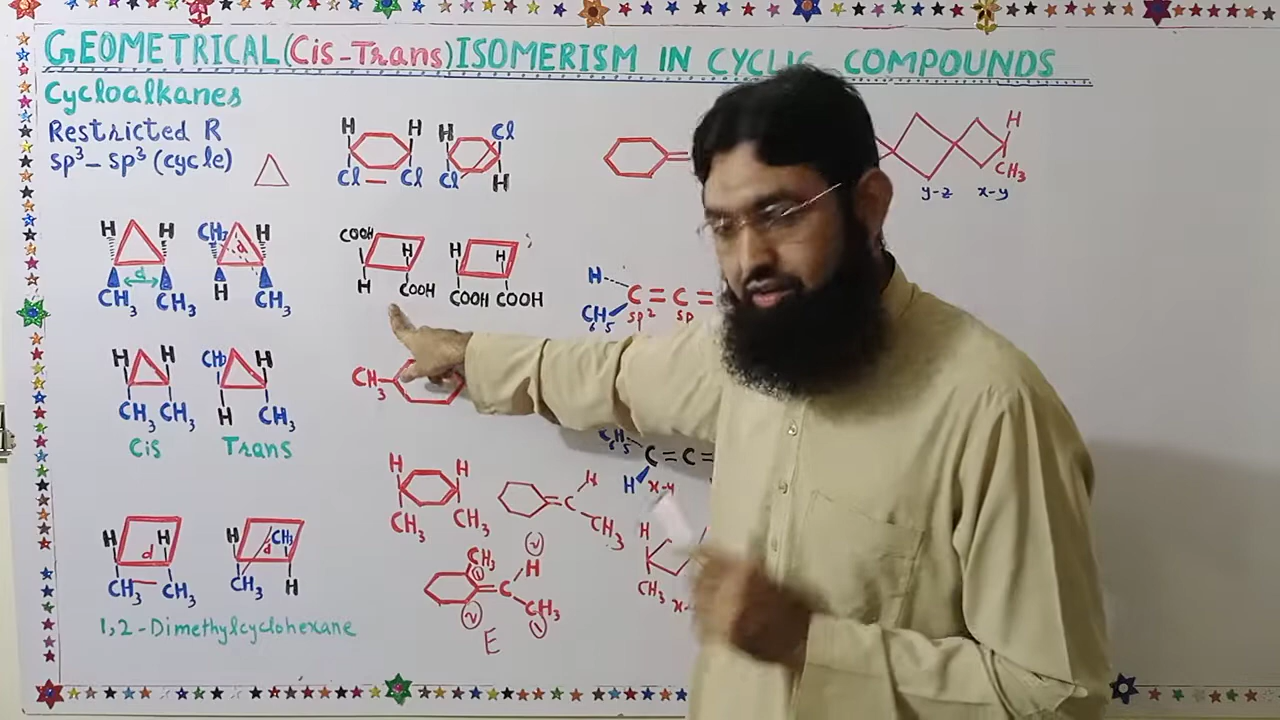 GEOMETRICAL (Cis-Trans) ISOMERISM IN CYCLIC COMPOUNDS
Cycloalkanes
Restricted R
sp³-sp³ (cycle)
H H H Cl
Cl Cl Cl H
H
CH₃
y-z x-y
H H CH₃ H
d d
CH₃ CH₃ H CH₃
COOH H H H
H COOH COOH COOH
H
C₆H₅ C=C=
sp² sp
H H CH₃ H
CH₃ CH₃ H CH₃
Cis Trans
CH₃
C₆H₅ C=C=
H x-y
H H H
CH₃ CH₃ C CH₃
H H H CH₃
d d
CH₃ CH₃ CH₃ H
1,2-Dimethylcyclohexane
CH₃ H
C CH₃
E
H
CH₃